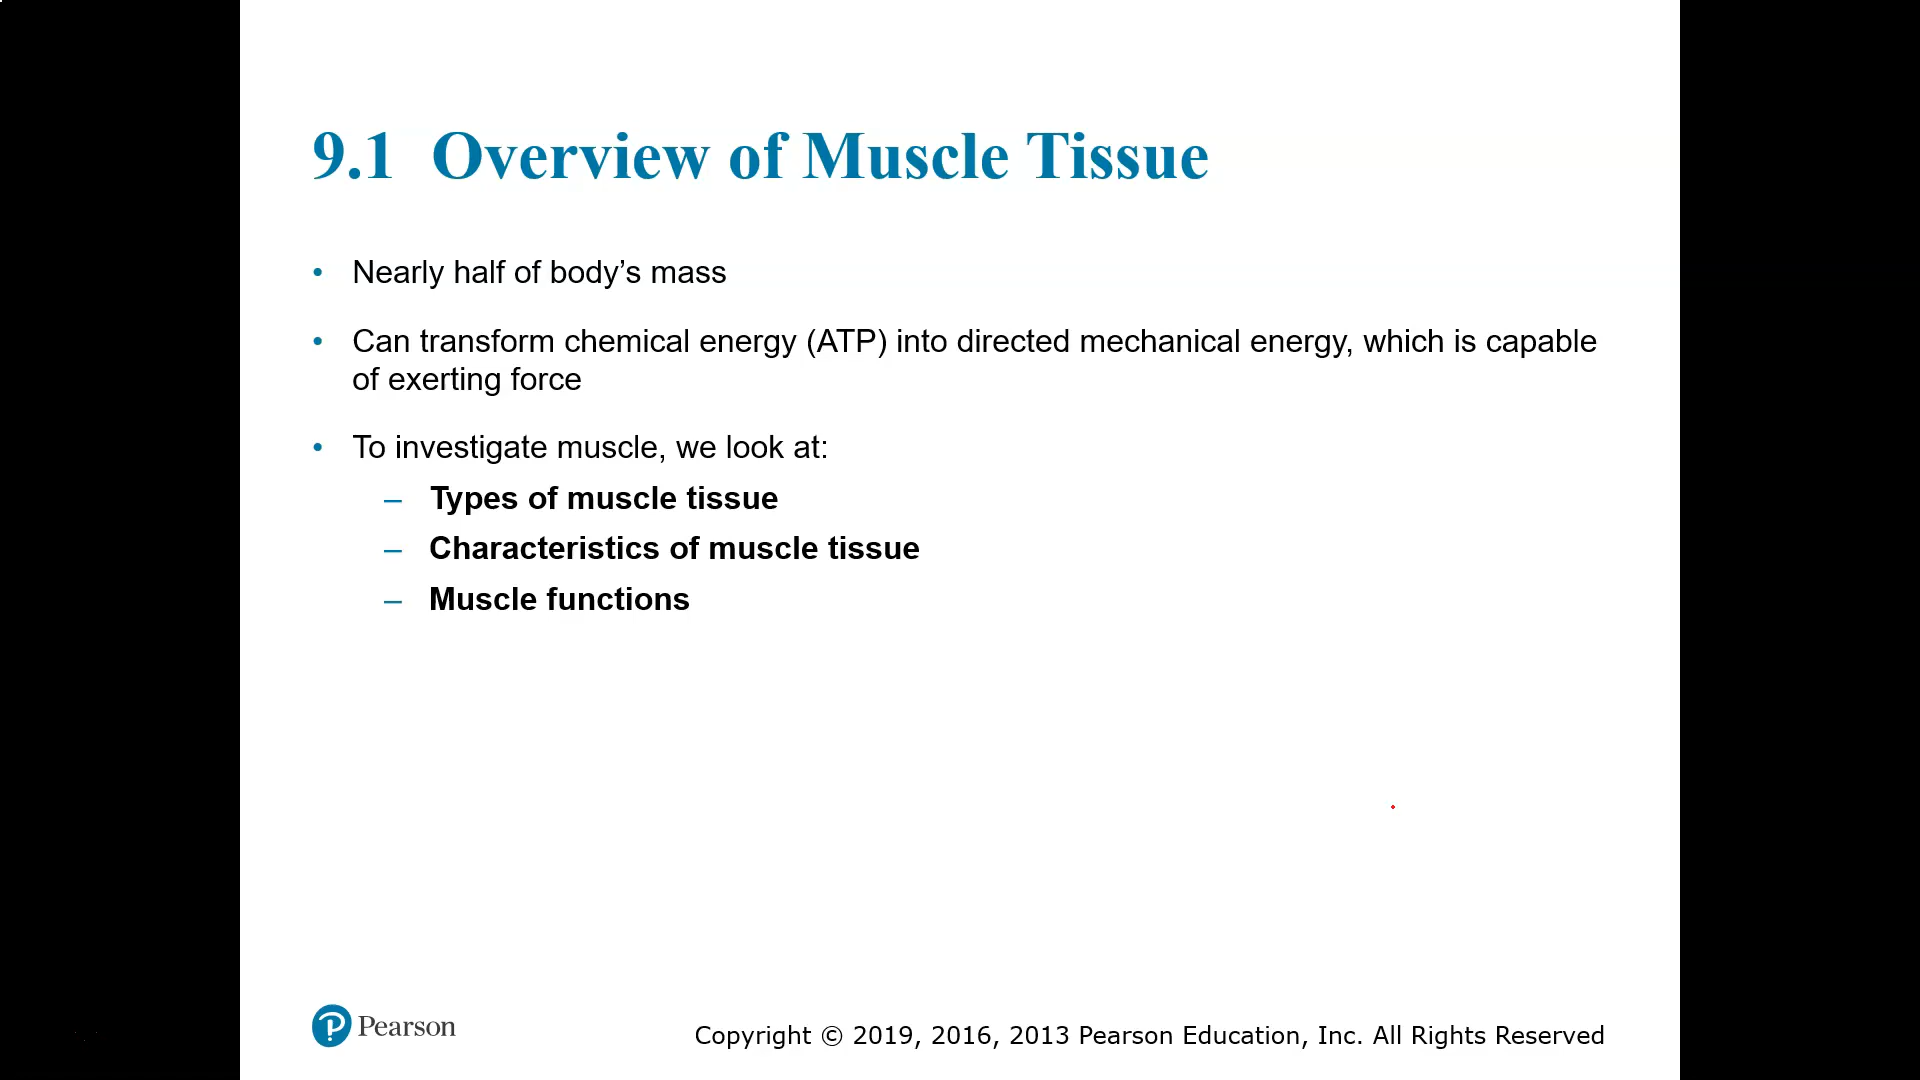 9.1 Overview of Muscle Tissue
• Nearly half of body’s mass
• Can transform chemical energy (ATP) into directed mechanical energy, which is capable
of exerting force
• To investigate muscle, we look at:
– Types of muscle tissue
– Characteristics of muscle tissue
– Muscle functions
Pearson
Copyright © 2019, 2016, 2013 Pearson Education, Inc. All Rights Reserved